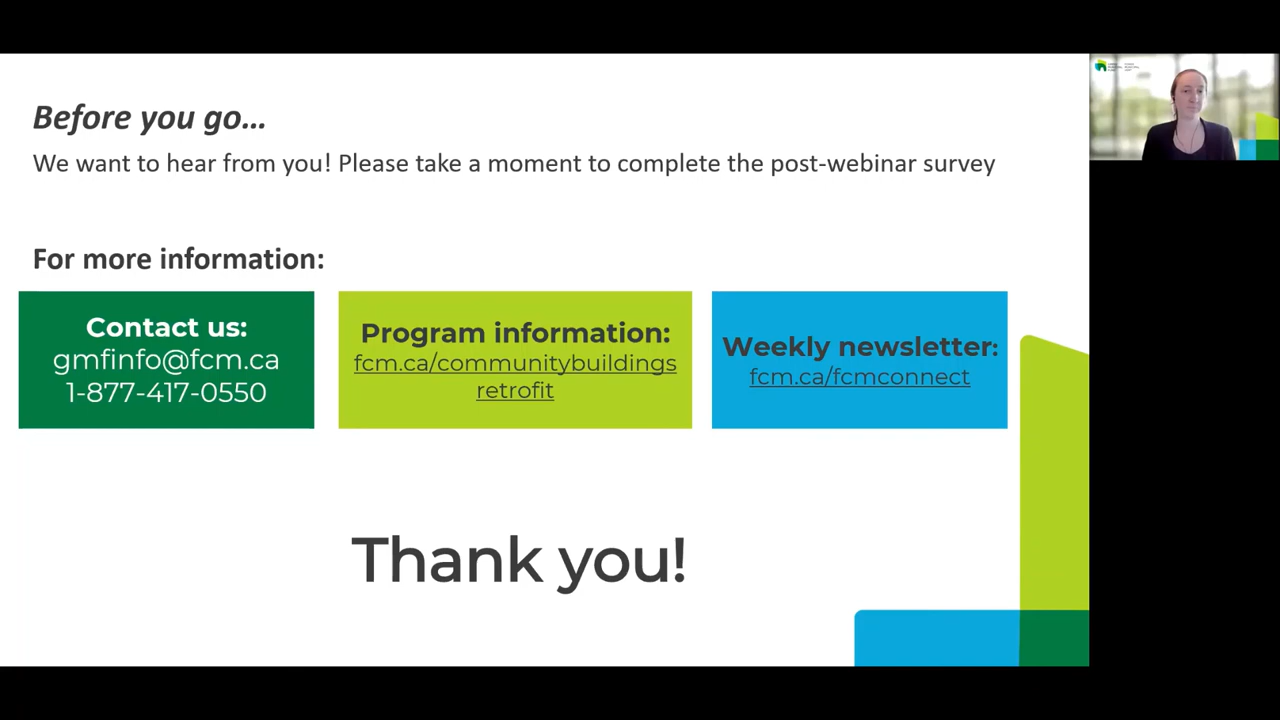 Before you go...
We want to hear from you! Please take a moment to complete the post-webinar survey
For more information:
Contact us:
gmfinfo@fcm.ca
1-877-417-0550
Program information:
fcm.ca/communitybuildings
retrofit
Weekly newsletter:
fcm.ca/fcmconnect
Thank you!